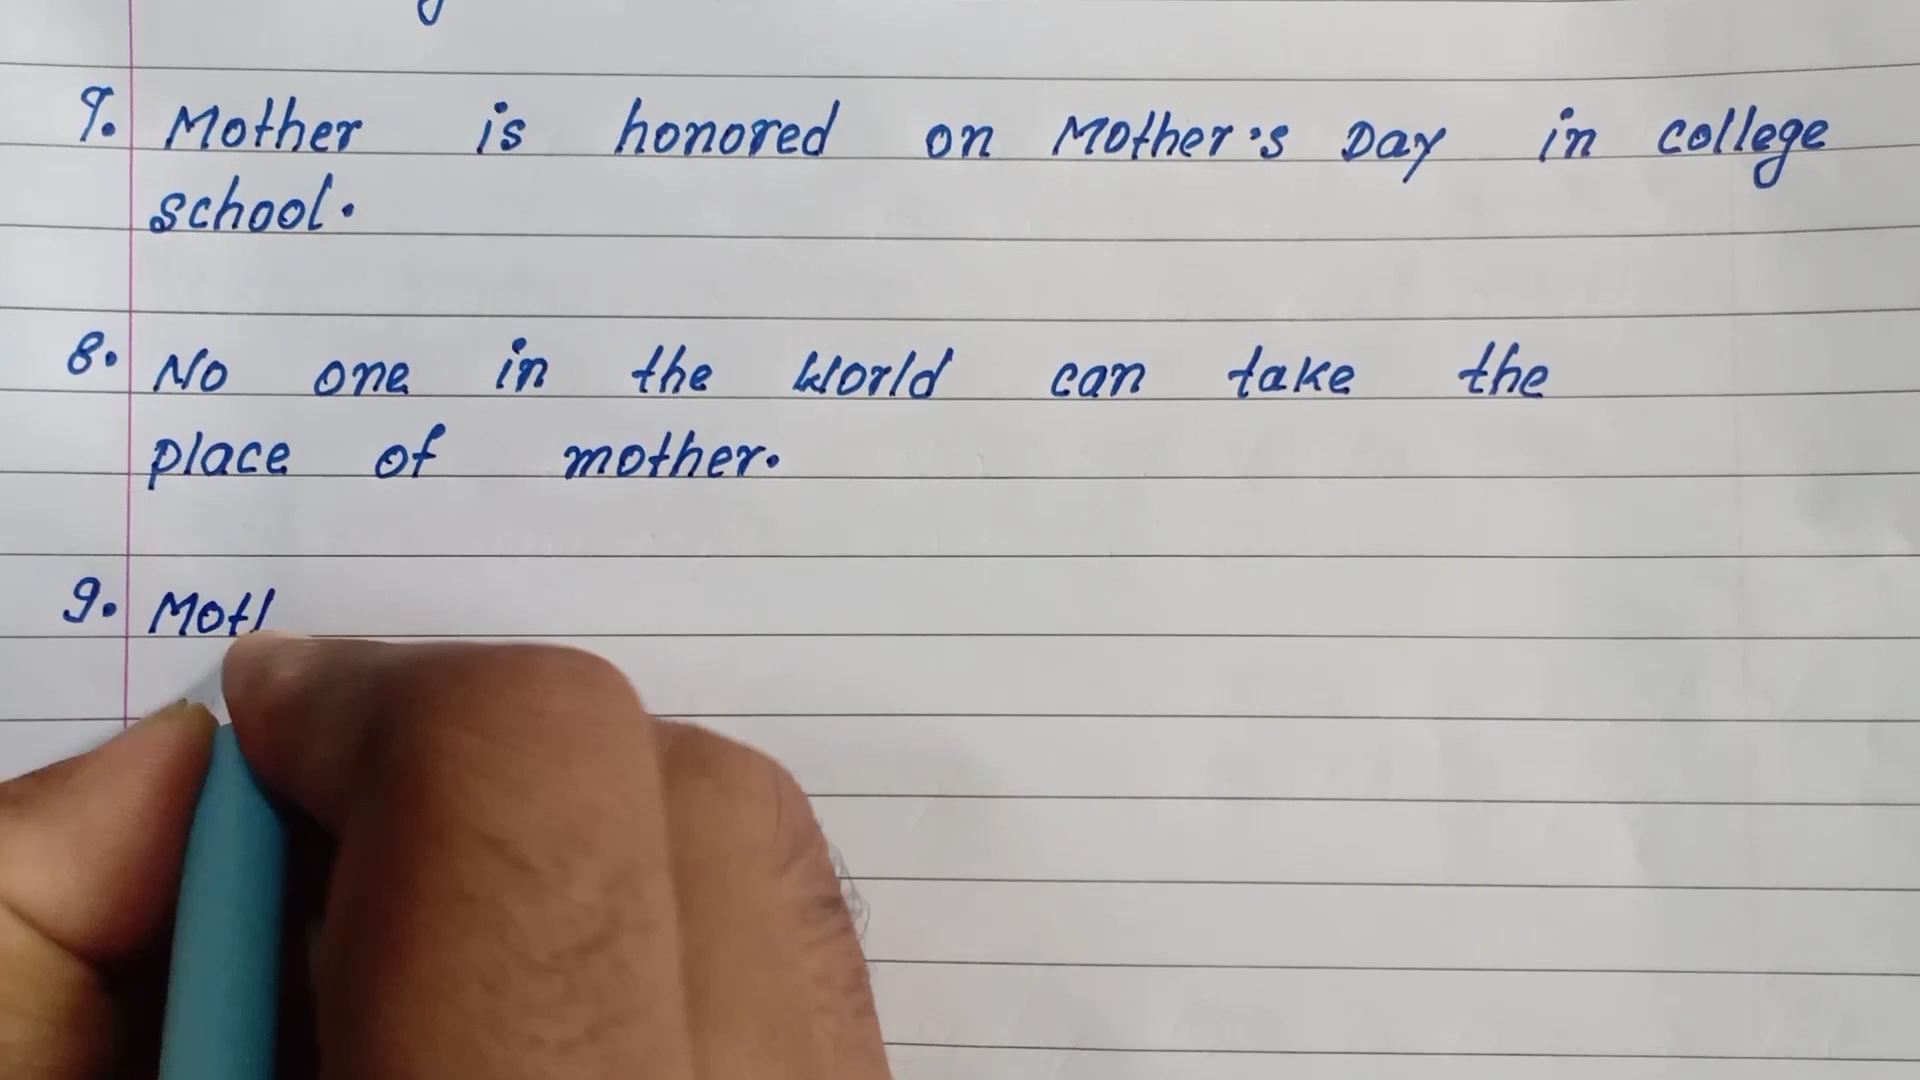 7. Mother is honored on Mother's Day in college
school.
8. No one in the World can take the
place of mother.
9. Moth